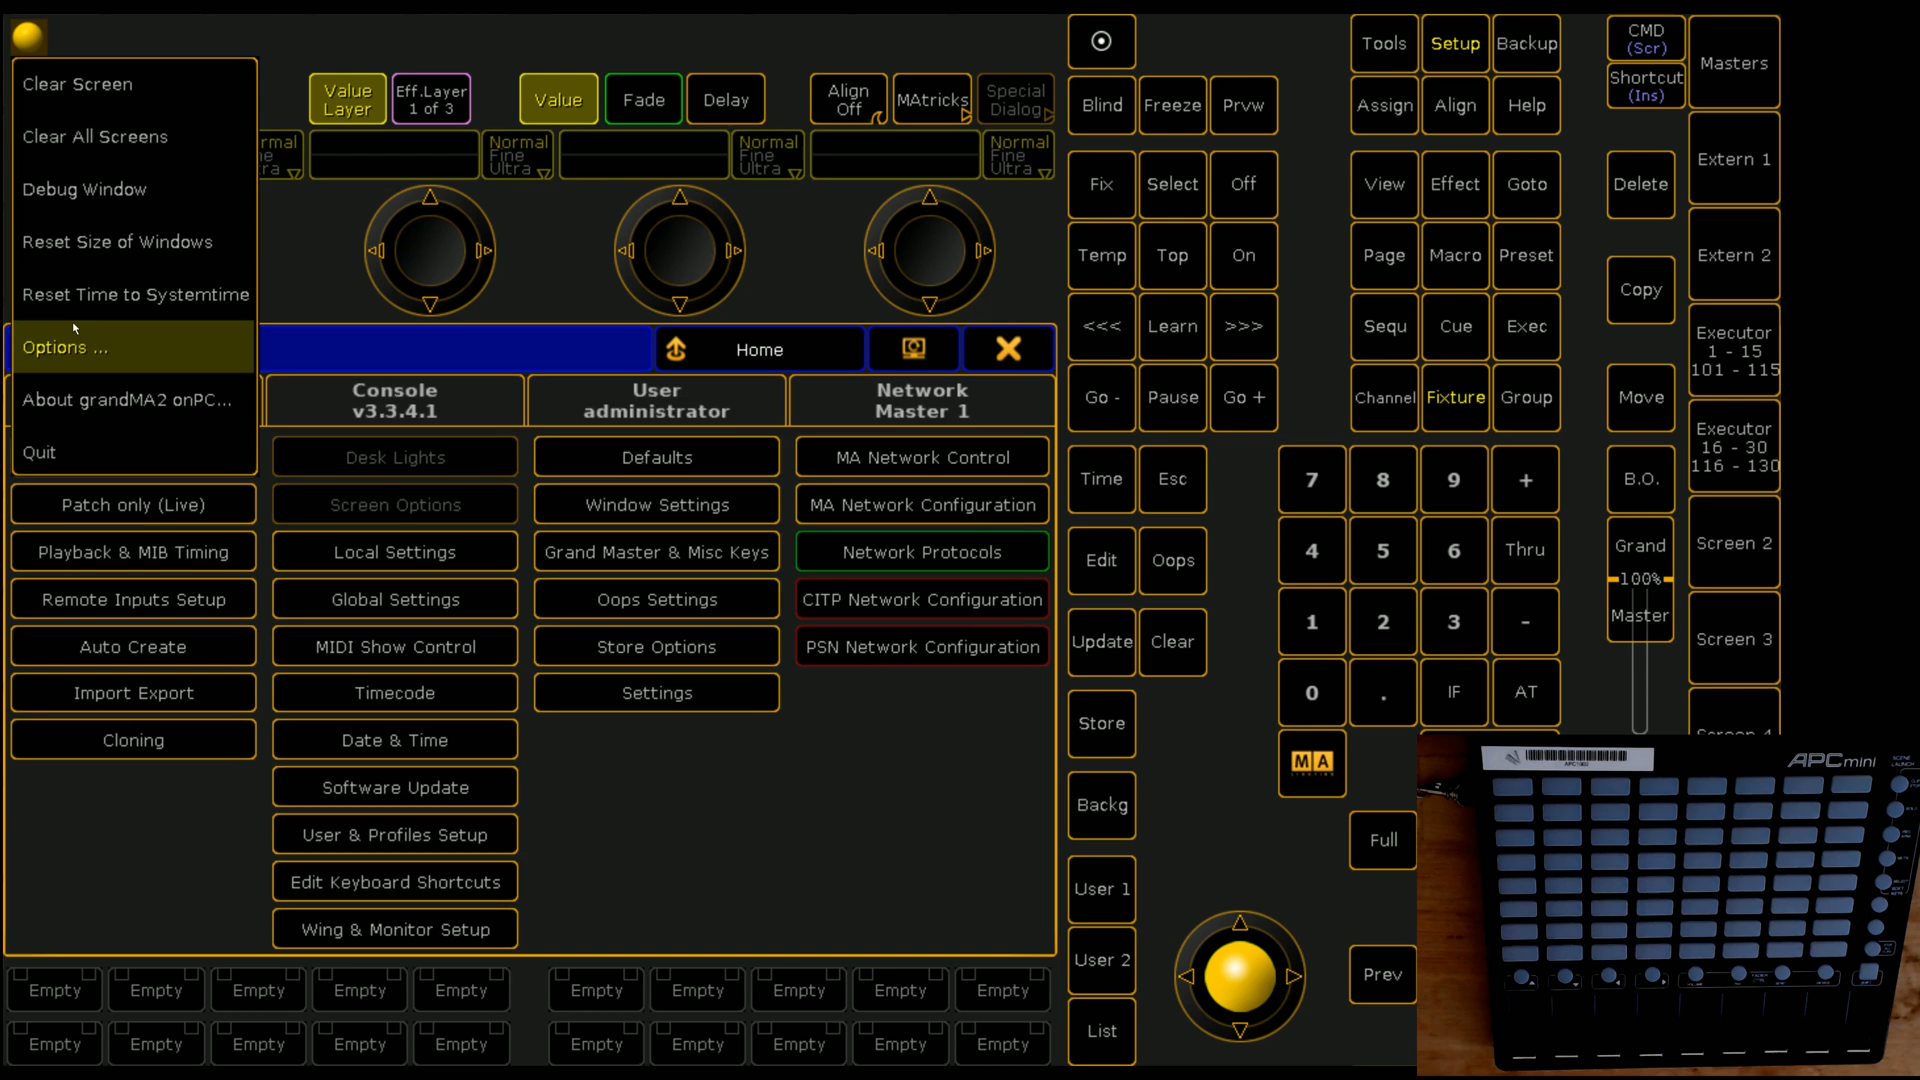 Clear Screen
Clear All Screens
Debug Window
Reset Size of Windows
Reset Time to Systemtime
Options ...
About grandMA2 onPC...
Quit
Value
Layer
Eff.Layer
1 of 3
Value
Fade
Delay
Align
Off
MAtricks
Special
Dialog
Normal
Fine
Ultra
Normal
Fine
Ultra
Normal
Fine
Ultra
Home
Console
v3.3.4.1
User
administrator
Network
Master 1
Patch only (Live)
Playback & MIB Timing
Remote Inputs Setup
Auto Create
Import Export
Cloning
Desk Lights
Screen Options
Local Settings
Global Settings
MIDI Show Control
Timecode
Date & Time
Software Update
User & Profiles Setup
Edit Keyboard Shortcuts
Wing & Monitor Setup
Defaults
Window Settings
Grand Master & Misc Keys
Oops Settings
Store Options
Settings
MA Network Control
MA Network Configuration
Network Protocols
CITP Network Configuration
PSN Network Configuration
Empty Empty Empty Empty Empty Empty Empty Empty Empty Empty
Empty Empty Empty Empty Empty Empty Empty Empty Empty Empty
Blind Freeze Prvw
Fix Select Off
Temp Top On
<<< Learn >>>
Go - Pause Go +
Time Esc
Edit Oops
Update Clear
Store
Backg
User 1
User 2
List
Tools Setup Backup
Assign Align Help
View Effect Goto
Page Macro Preset
Sequ Cue Exec
Channel Fixture Group
7 8 9 +
4 5 6 Thru
1 2 3 -
0 . IF AT
MA
Full
Prev
CMD
(Scr)
Shortcut
(Ins)
Delete
Copy
Move
B.O.
Grand
100%
Master
Masters
Extern 1
Extern 2
Executor
1 - 15
101 - 115
Executor
16 - 30
116 - 130
Screen 2
Screen 3
Screen 4
APC mini